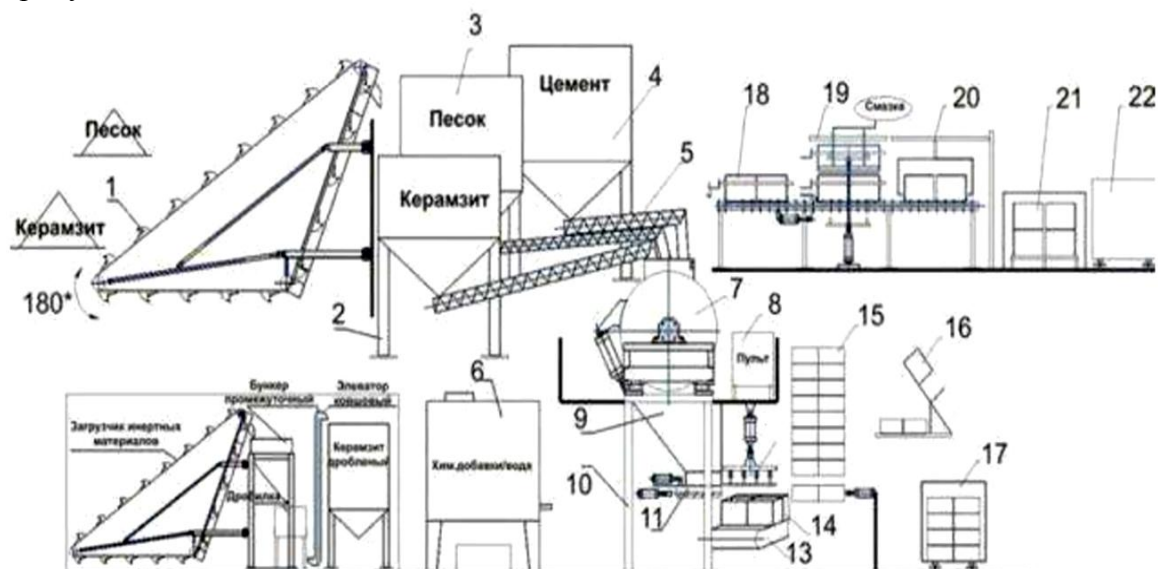 3
Цемент
4
18
19
Смазка
20
21
22
Песок
Песок
5
1
Керамзит
Керамзит
180*
2
7
8
Пульт
15
16
6
Бункер
промежуточный
Элеватор
ковшовый
Загрузчик инертных
материалов
9
Керамзит
дробленый
Хим.добавки/вода
17
Дробилка
10
11
14
13